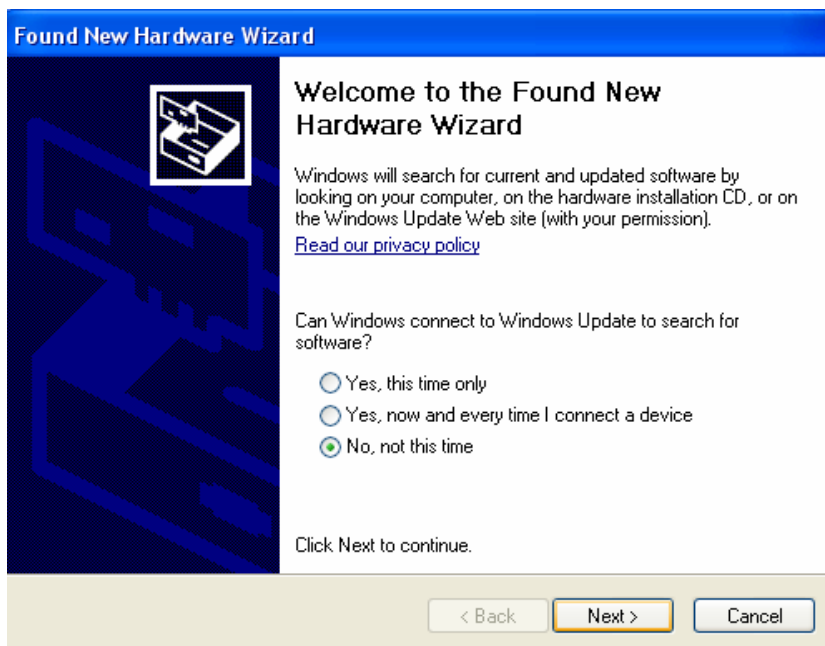 Found New Hardware Wizard
Welcome to the Found New
Hardware Wizard
Windows will search for current and updated software by
looking on your computer, on the hardware installation CD, or on
the Windows Update Web site (with your permission).
Read our privacy policy
Can Windows connect to Windows Update to search for
software?
Yes, this time only
Yes, now and every time I connect a device
No, not this time
Click Next to continue.
< Back Next > Cancel